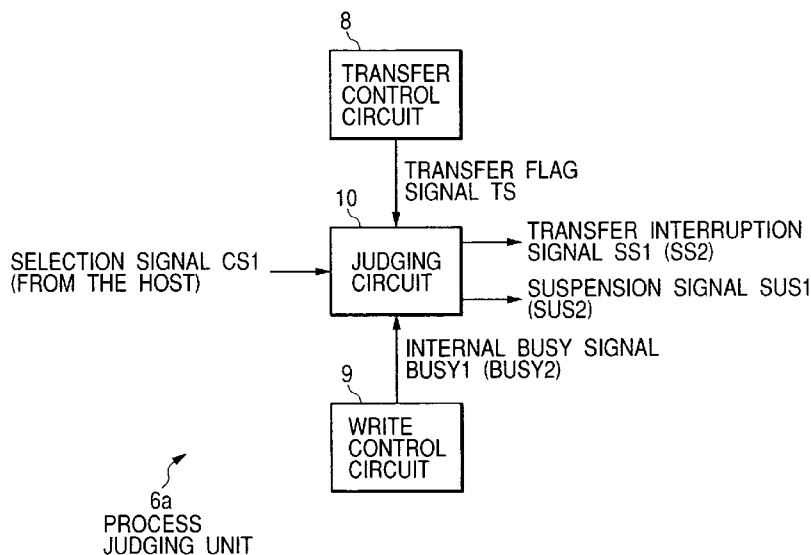 8
TRANSFER
CONTROL
CIRCUIT
TRANSFER FLAG
SIGNAL TS
10
SELECTION SIGNAL CS1
(FROM THE HOST)
JUDGING
CIRCUIT
TRANSFER INTERRUPTION
SIGNAL SS1 (SS2)
SUSPENSION SIGNAL SUS1
(SUS2)
INTERNAL BUSY SIGNAL
BUSY1 (BUSY2)
9
WRITE
CONTROL
CIRCUIT
6a
PROCESS
JUDGING UNIT